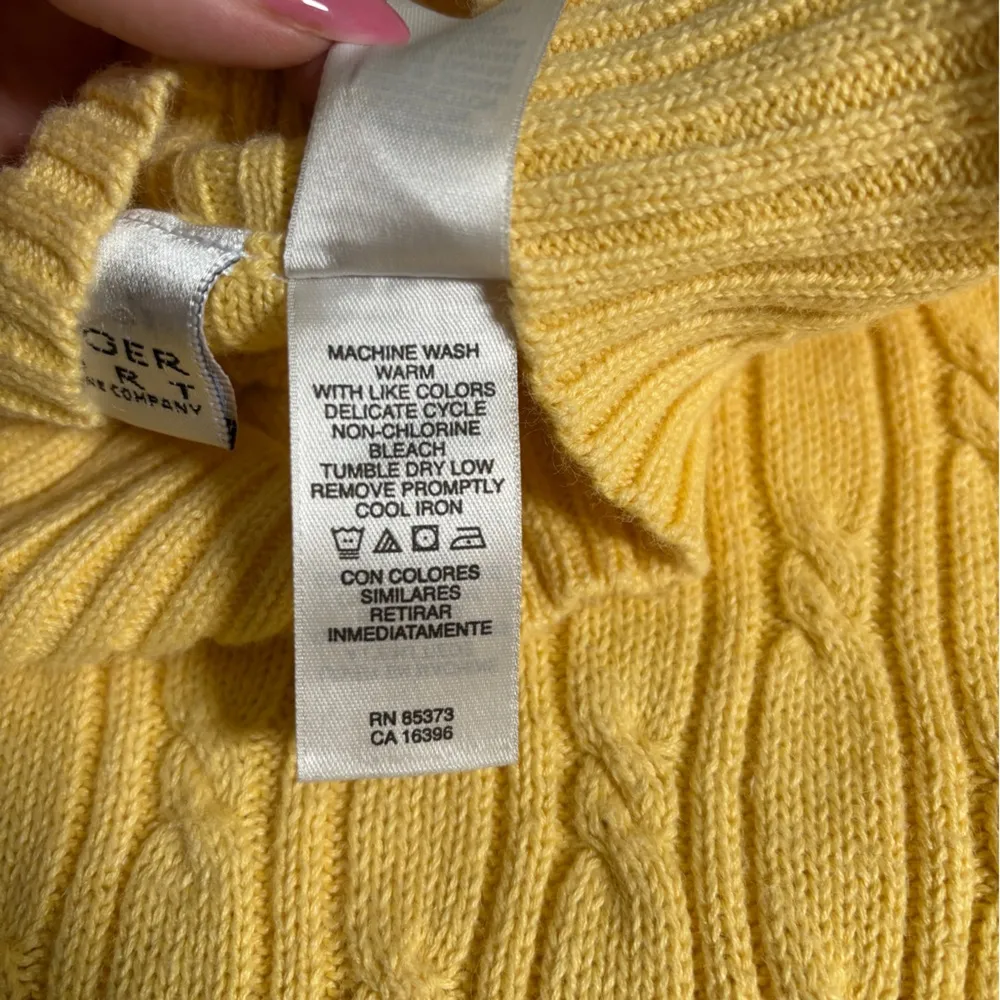 GER
R T
NE COMPANY
MACHINE WASH
WARM
WITH LIKE COLORS
DELICATE CYCLE
NON-CHLORINE
BLEACH
TUMBLE DRY LOW
REMOVE PROMPTLY
COOL IRON
CON COLORES
SIMILARES
RETIRAR
INMEDIATAMENTE
RN 85373
CA 16396